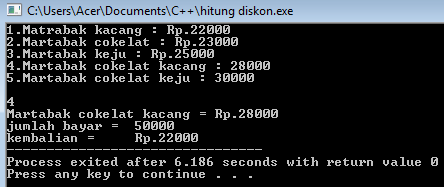 C:\Users\Acer\Documents\C++\hitung diskon.exe
1.Matrabak kacang : Rp.22000
2.Martabak cokelat : Rp.23000
3.Martabak keju : Rp.25000
4.Martabak cokelat kacang : 28000
5.Martabak cokelat keju : 30000
4
Martabak cokelat kacang = Rp.28000
jumlah bayar =  50000
kembalian =     Rp.22000
--------------------------------
Process exited after 6.186 seconds with return value 0
Press any key to continue . . .